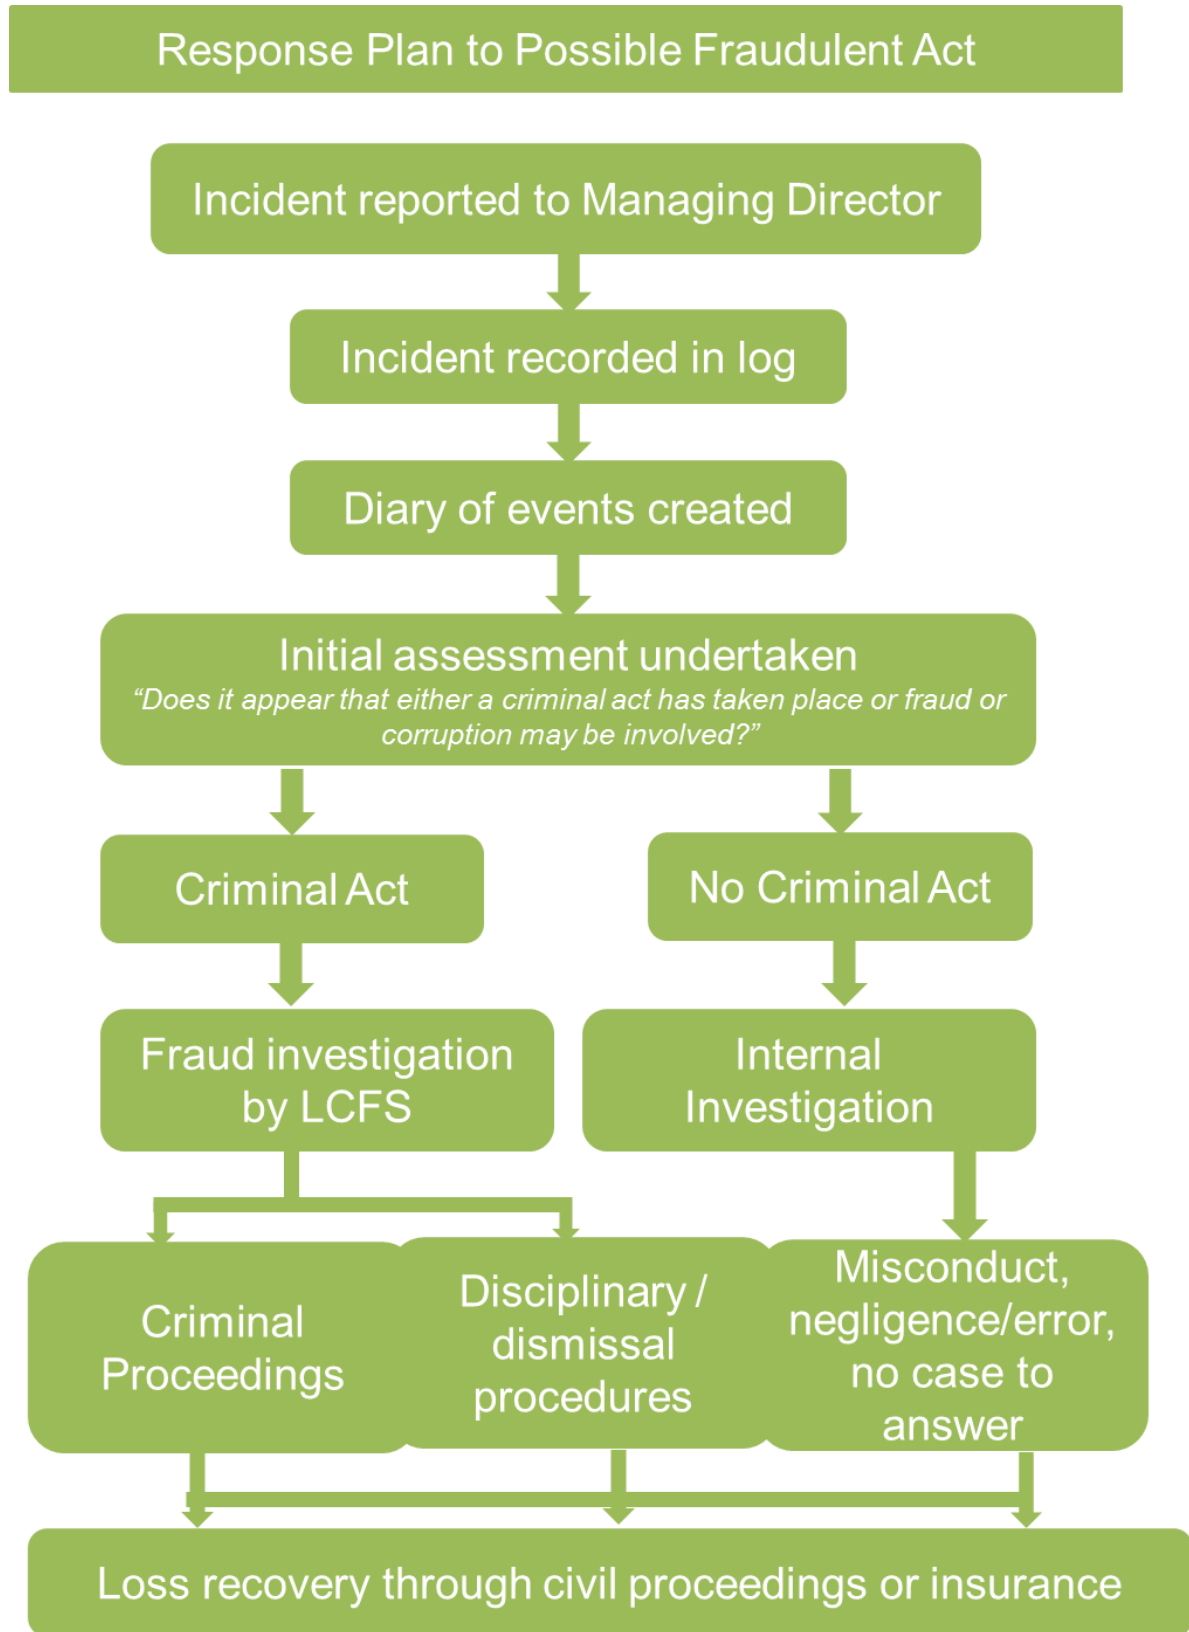 Response Plan to Possible Fraudulent Act
Incident reported to Managing Director
Incident recorded in log
Diary of events created
Initial assessment undertaken
“Does it appear that either a criminal act has taken place or fraud or
corruption may be involved?”
Criminal Act
No Criminal Act
Fraud investigation
by LCFS
Internal
Investigation
Criminal
Proceedings
Disciplinary /
dismissal
procedures
Misconduct,
negligence/error,
no case to
answer
Loss recovery through civil proceedings or insurance